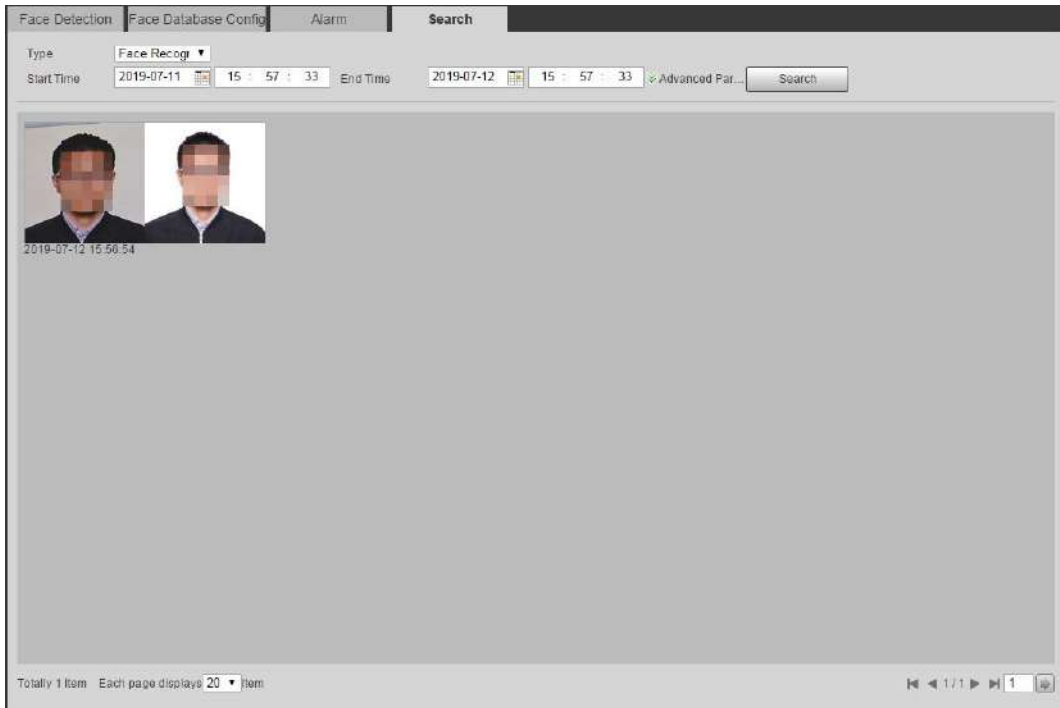 Face Detection Face Database Config Alarm Search
Type Face Recogr
Start Time 2019-07-11 15 : 57 : 33 End Time 2019-07-12 15 : 57 : 33 Advanced Par... Search
2019-07-12 15:56:54
Totally 1 Item Each page displays 20 Item 1 / 1 1